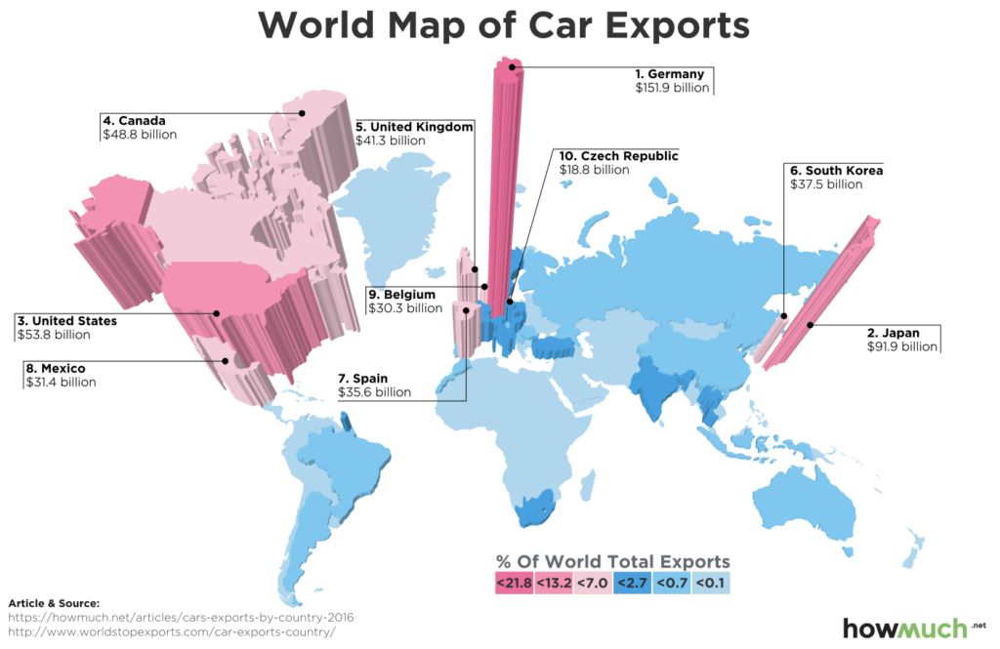 World Map of Car Exports
1. Germany
$151.9 billion
4. Canada
$48.8 billion
5. United Kingdom
$41.3 billion
10. Czech Republic
$18.8 billion
6. South Korea
$37.5 billion
9. Belgium
$30.3 billion
3. United States
$53.8 billion
2. Japan
$91.9 billion
8. Mexico
$31.4 billion
7. Spain
$35.6 billion
% Of World Total Exports
<21.8 <13.2 <7.0 <2.7 <0.7 <0.1
Article & Source:
https://howmuch.net/articles/cars-exports-by-country-2016
http://www.worldstopexports.com/car-exports-country/
howmuch.net